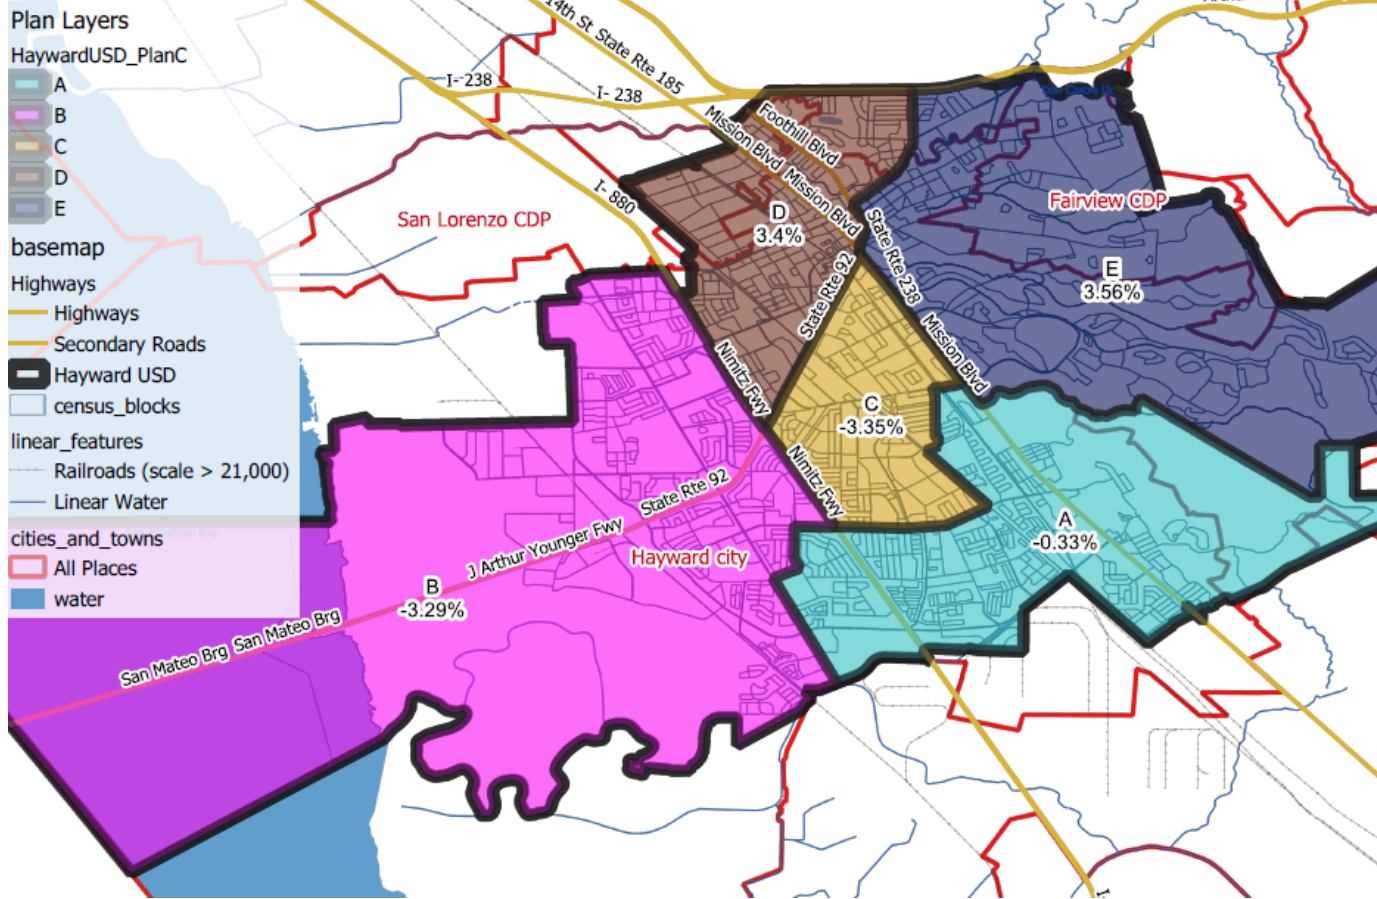 Plan Layers
HaywardUSD_PlanC
A
B
C
D
E
basemap
Highways
Highways
Secondary Roads
Hayward USD
census_blocks
linear_features
Railroads (scale > 21,000)
Linear Water
cities_and_towns
All Places
water
14th St State Rte 185
I- 238
I- 238
Mission Blvd
Mission Blvd
Foothill Blvd
I- 880
San Lorenzo CDP
Fairview CDP
D
3.4%
State Rte 238
State Rte 92
E
3.56%
Mission Blvd
Nimitz Fwy
C
-3.35%
Nimitz Fwy
State Rte 92
A
-0.33%
J Arthur Younger Fwy
Hayward city
B
-3.29%
San Mateo Brg
San Mateo Brg